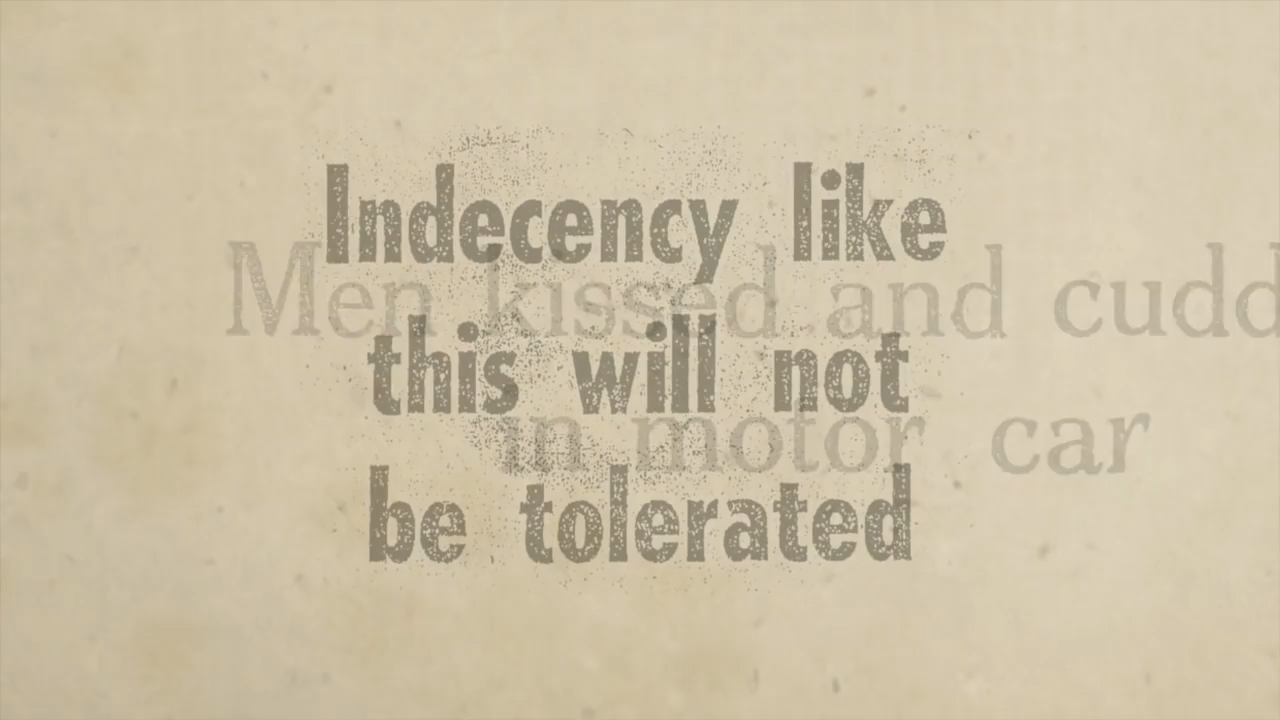 Indecency like
Men kissed and cudd
this will not
in motor car
be tolerated